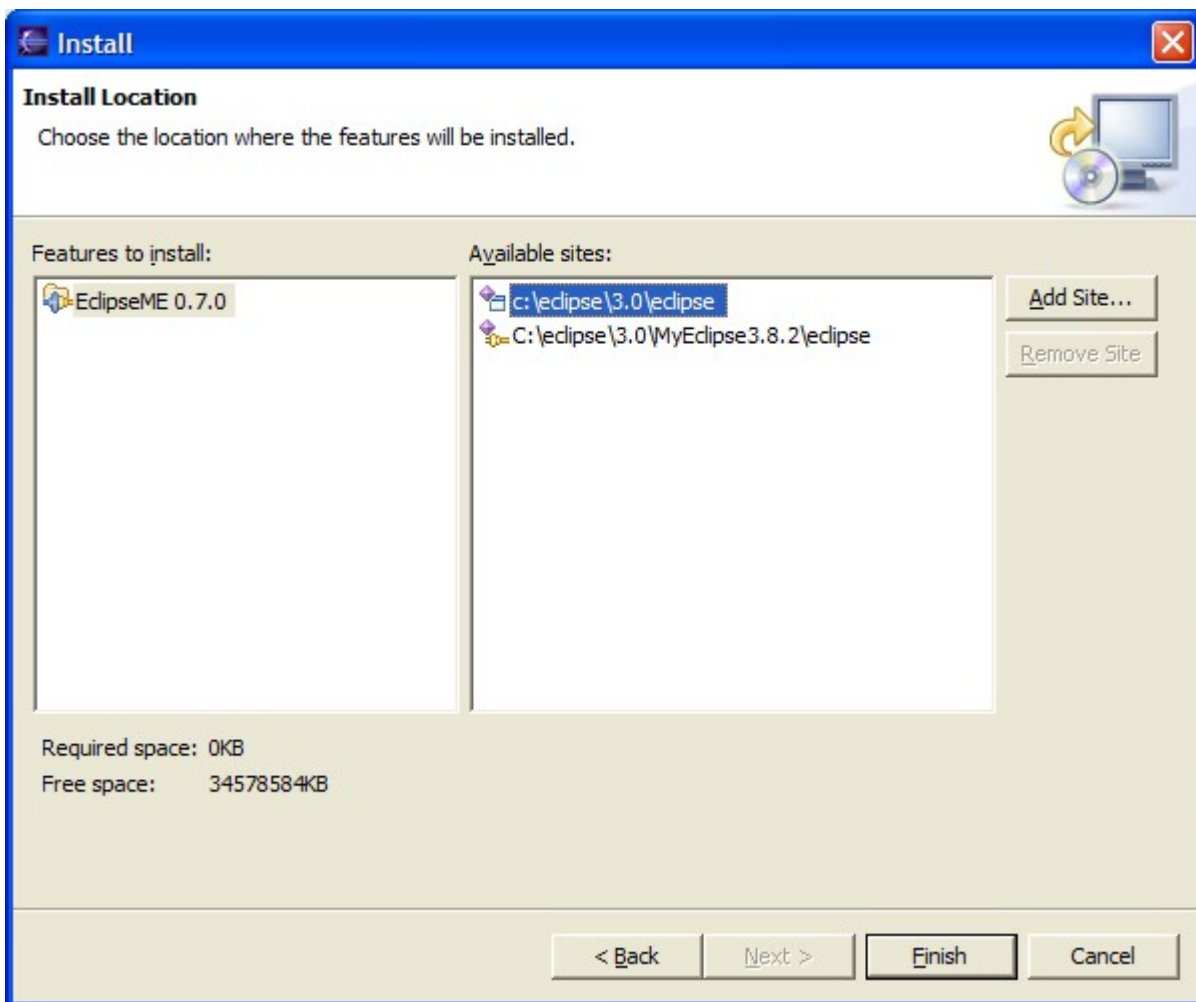 Install
Install Location
Choose the location where the features will be installed.
Features to install:
EclipseME 0.7.0
Available sites:
c:\eclipse\3.0\eclipse
C:\eclipse\3.0\MyEclipse3.8.2\eclipse
Add Site...
Remove Site
Required space: 0KB
Free space: 34578584KB
< Back
Next >
Finish
Cancel